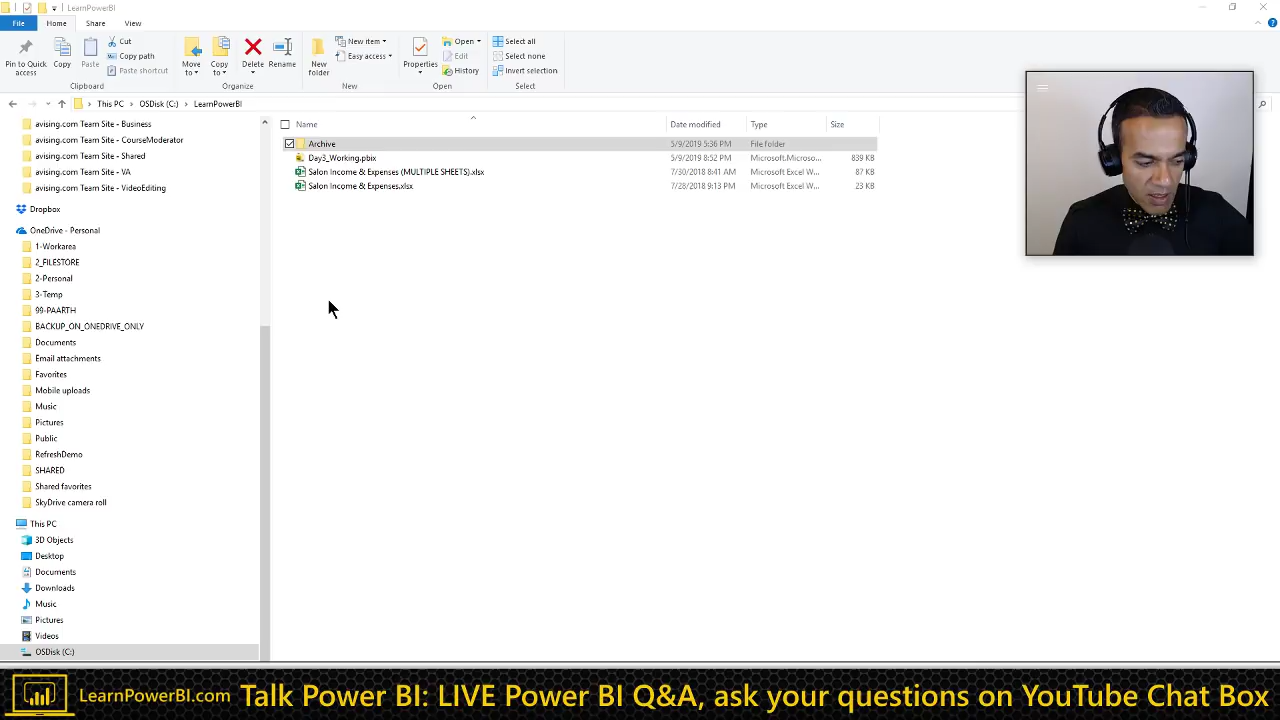 LearnPowerBI
File Home Share View
Pin to Quick access
Copy
Paste
Cut
Copy path
Paste shortcut
Clipboard
Move to
Copy to
Delete
Rename
Organize
New folder
New item
Easy access
New
Properties
Open
Edit
History
Open
Select all
Select none
Invert selection
Select
This PC > OSDisk (C:) > LearnPowerBI
avising.com Team Site - Business
avising.com Team Site - CourseModerator
avising.com Team Site - Shared
avising.com Team Site - VA
avising.com Team Site - VideoEditing
Dropbox
OneDrive - Personal
1-Workarea
2_FILESTORE
2-Personal
3-Temp
99-PAARTH
BACKUP_ON_ONEDRIVE_ONLY
Documents
Email attachments
Favorites
Mobile uploads
Music
Pictures
Public
RefreshDemo
SHARED
Shared favorites
SkyDrive camera roll
This PC
3D Objects
Desktop
Documents
Downloads
Music
Pictures
Videos
OSDisk (C:)
Name Date modified Type Size
Archive 5/9/2019 5:36 PM File folder
Day3_Working.pbix 5/9/2019 8:52 PM Microsoft.Microso... 839 KB
Salon Income & Expenses (MULTIPLE SHEETS).xlsx 7/30/2018 8:41 AM Microsoft Excel W... 87 KB
Salon Income & Expenses.xlsx 7/28/2018 9:13 PM Microsoft Excel W... 23 KB
LearnPowerBI.com Talk Power BI: LIVE Power BI Q&A, ask your questions on YouTube Chat Box